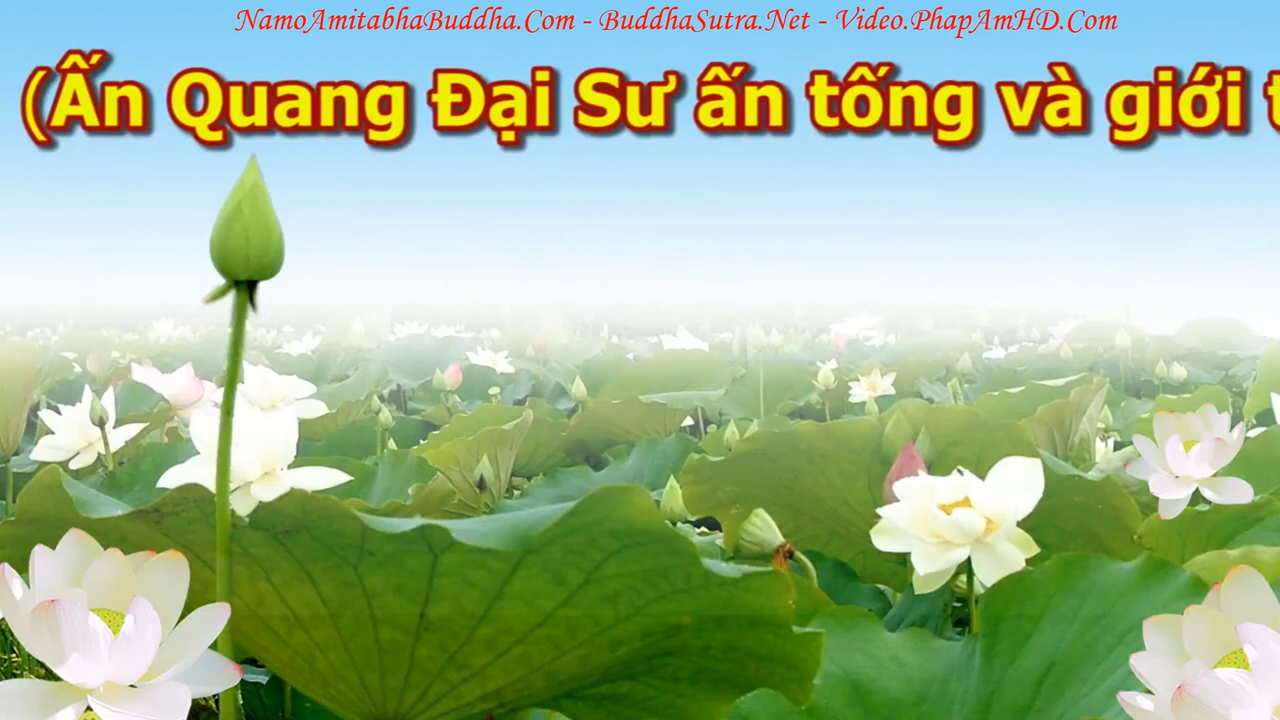 NamoAmitabhaBuddha.Com - BuddhaSutra.Net - Video.PhapAmHD.Com
(Ấn Quang Đại Sư ấn tống và giới